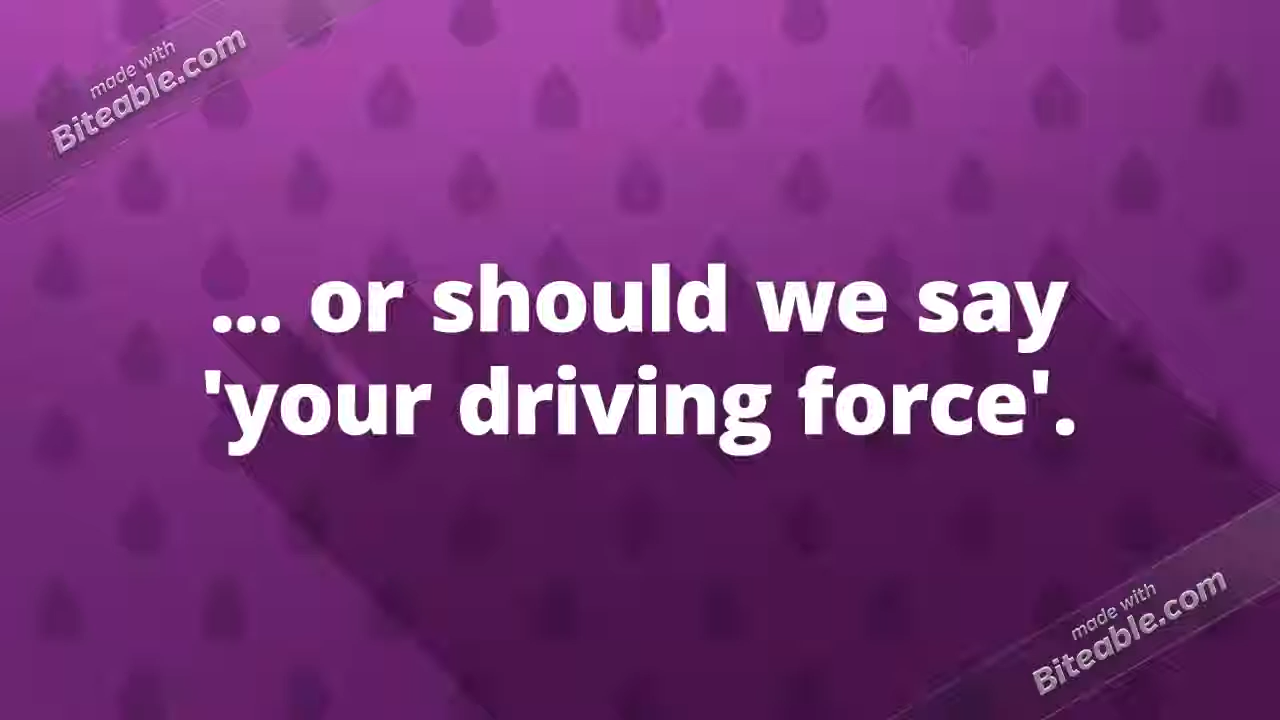 made with
Biteable.com
... or should we say
'your driving force'.
made with
Biteable.com